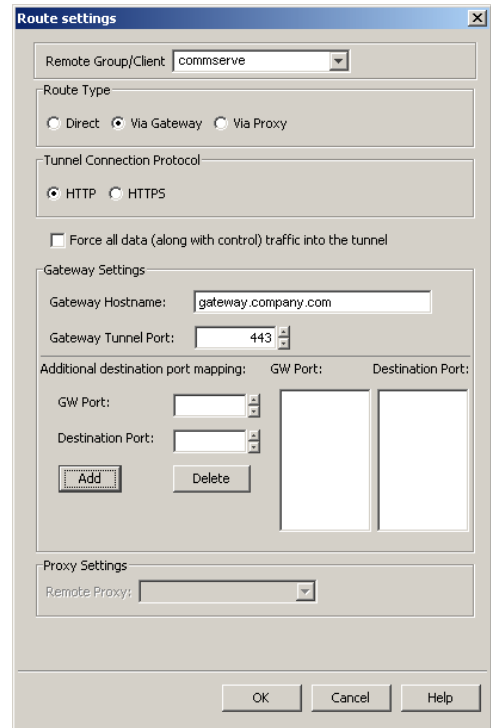 Route settings
Remote Group/Client commserve
Route Type
Direct Via Gateway Via Proxy
Tunnel Connection Protocol
HTTP HTTPS
Force all data (along with control) traffic into the tunnel
Gateway Settings
Gateway Hostname: gateway.company.com
Gateway Tunnel Port: 443
Additional destination port mapping: GW Port: Destination Port:
GW Port:
Destination Port:
Add Delete
Proxy Settings
Remote Proxy:
OK Cancel Help